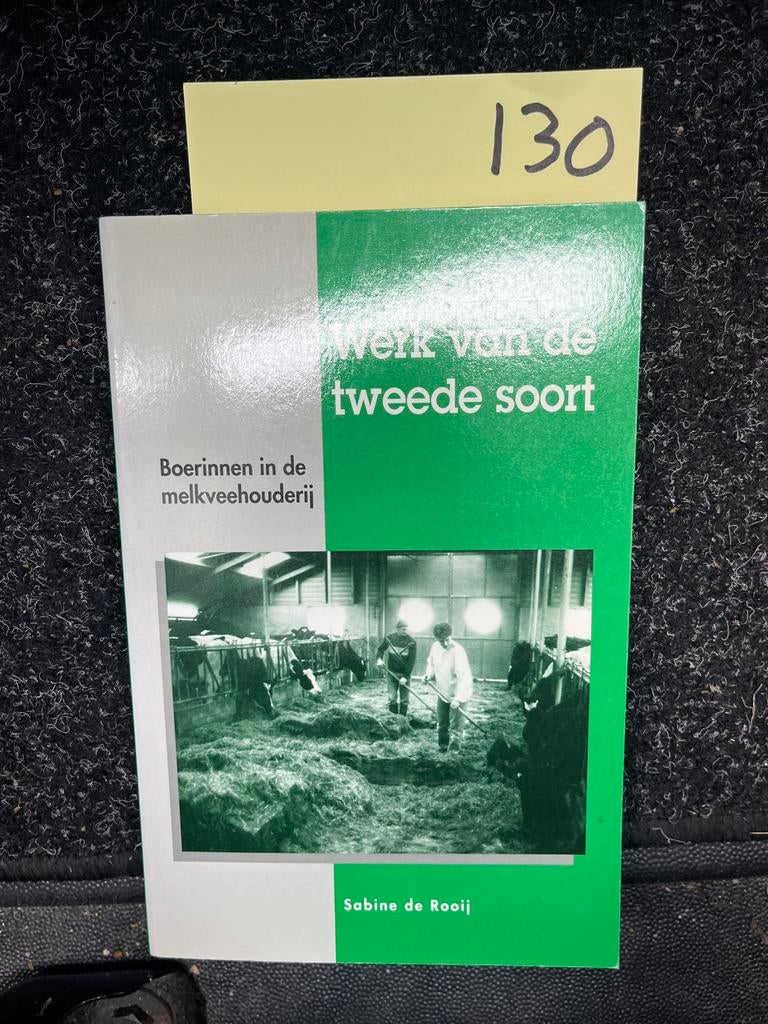 130
Werk van de
tweede soort
Boerinnen in de
melkveehouderij
Sabine de Rooij